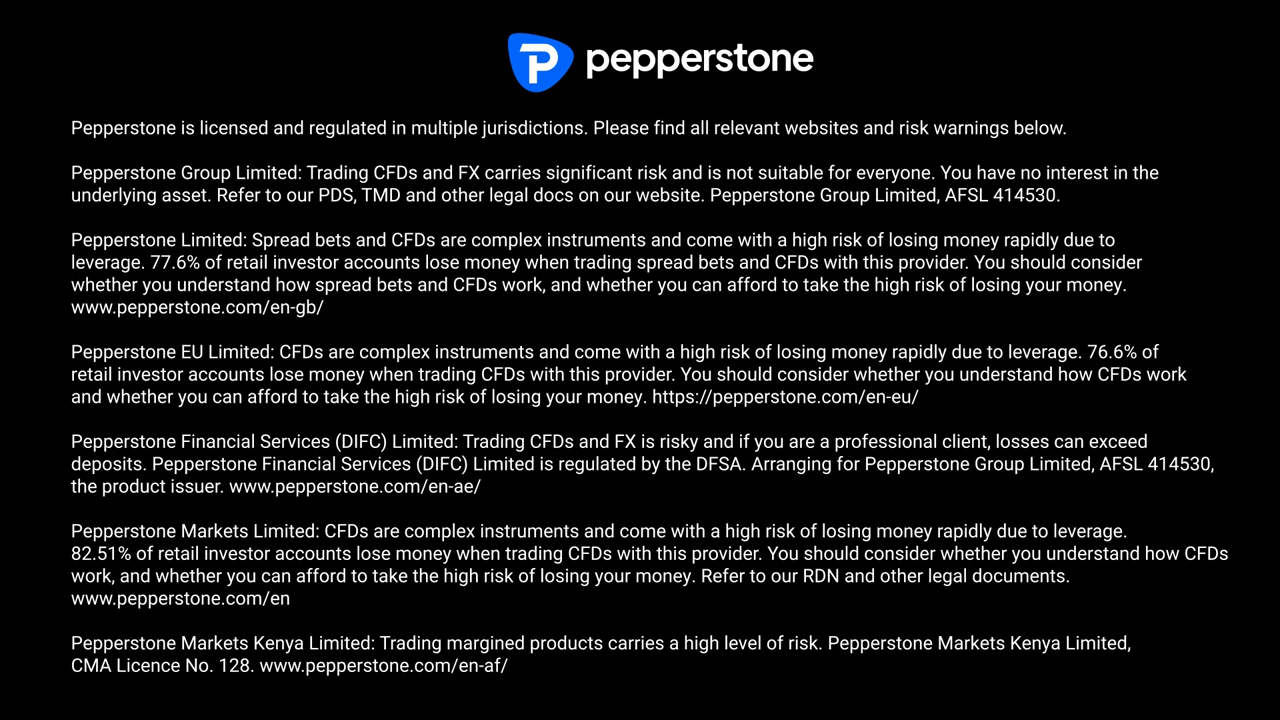 pepperstone
Pepperstone is licensed and regulated in multiple jurisdictions. Please find all relevant websites and risk warnings below.
Pepperstone Group Limited: Trading CFDs and FX carries significant risk and is not suitable for everyone. You have no interest in the
underlying asset. Refer to our PDS, TMD and other legal docs on our website. Pepperstone Group Limited, AFSL 414530.
Pepperstone Limited: Spread bets and CFDs are complex instruments and come with a high risk of losing money rapidly due to
leverage. 77.6% of retail investor accounts lose money when trading spread bets and CFDs with this provider. You should consider
whether you understand how spread bets and CFDs work, and whether you can afford to take the high risk of losing your money.
www.pepperstone.com/en-gb/
Pepperstone EU Limited: CFDs are complex instruments and come with a high risk of losing money rapidly due to leverage. 76.6% of
retail investor accounts lose money when trading CFDs with this provider. You should consider whether you understand how CFDs work
and whether you can afford to take the high risk of losing your money. https://pepperstone.com/en-eu/
Pepperstone Financial Services (DIFC) Limited: Trading CFDs and FX is risky and if you are a professional client, losses can exceed
deposits. Pepperstone Financial Services (DIFC) Limited is regulated by the DFSA. Arranging for Pepperstone Group Limited, AFSL 414530,
the product issuer. www.pepperstone.com/en-ae/
Pepperstone Markets Limited: CFDs are complex instruments and come with a high risk of losing money rapidly due to leverage.
82.51% of retail investor accounts lose money when trading CFDs with this provider. You should consider whether you understand how CFDs
work, and whether you can afford to take the high risk of losing your money. Refer to our RDN and other legal documents.
www.pepperstone.com/en
Pepperstone Markets Kenya Limited: Trading margined products carries a high level of risk. Pepperstone Markets Kenya Limited,
CMA Licence No. 128. www.pepperstone.com/en-af/